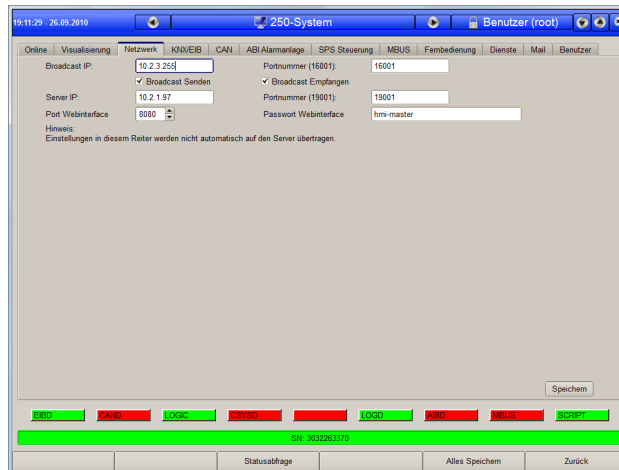 19:11:29 - 26.09.2010 250-System Benutzer (root)
Online Visualisierung Netzwerk KNX/EIB CAN ABI Alarmanlage SPS Steuerung MBUS Fernbedienung Dienste Mail Benutzer
Broadcast IP: 10.2.3.255 Portnummer (16001): 16001
Broadcast Senden Broadcast Empfangen
Server IP: 10.2.1.97 Portnummer (19001): 19001
Port Webinterface 8080 Passwort Webinterface hmi-master
Hinweis:
Einstellungen in diesem Reiter werden nicht automatisch auf den Server übertragen.
Speichern
EIBD CAND LOGIC CSYSD LOGD ABID MBUS SCRIPT
SN: 3032263370
Statusabfrage Alles Speichern Zurück